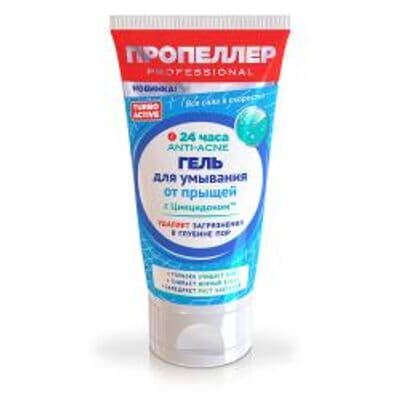 ПРОПЕЛЛЕР
PROFESSIONAL
НОВИНКА!
Вся сила в скорости
TURBO
ACTIVE
24 часа
ANTI-ACNE
ГЕЛЬ
для умывания
от прыщей
с Цинцидоном™
УДАЛЯЕТ ЗАГРЯЗНЕНИЯ
В ГЛУБИНЕ ПОР